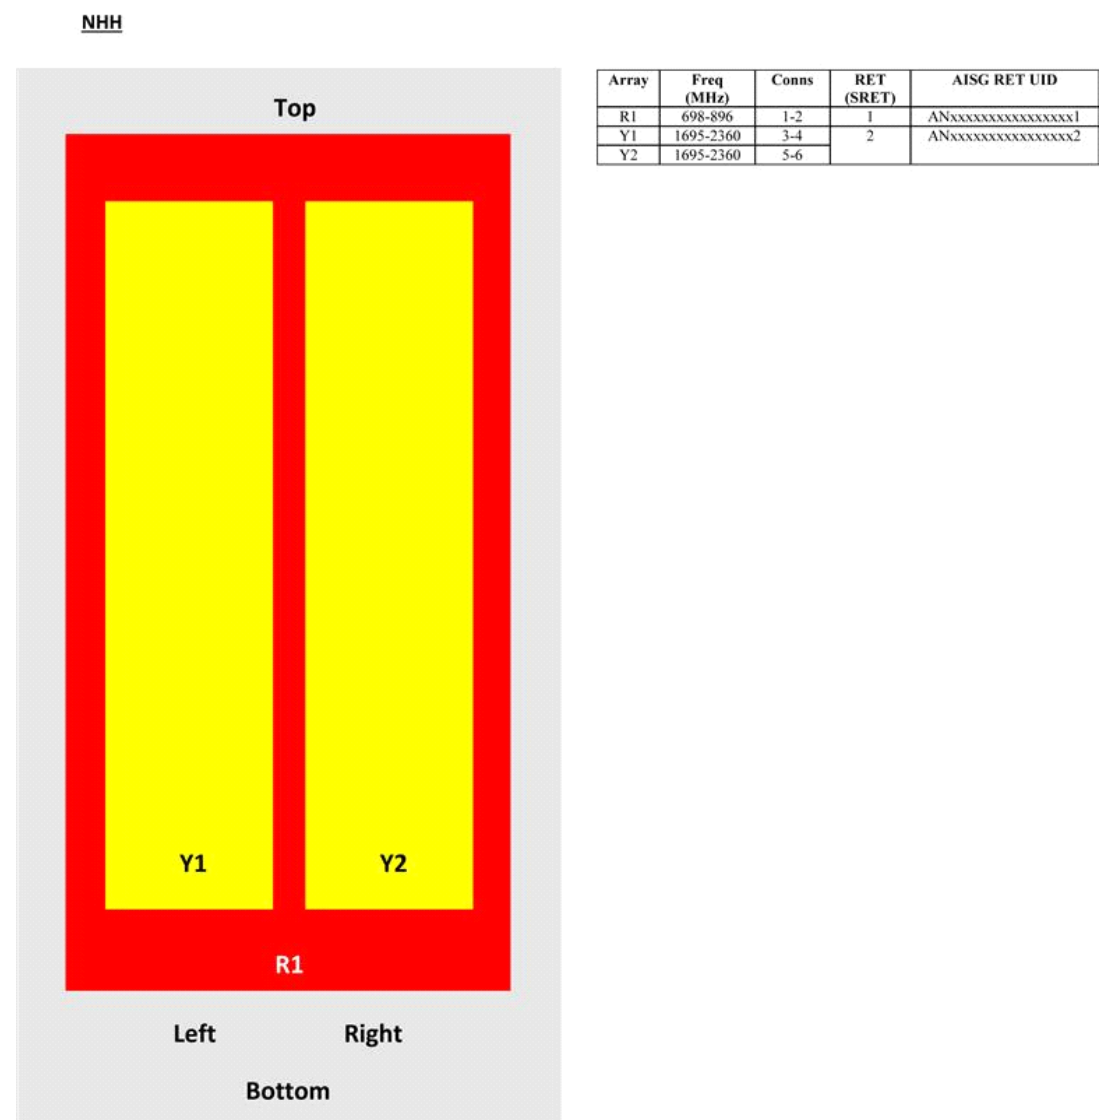 NHH
Top
Y1 Y2
R1
Left Right
Bottom
Array Freq (MHz) Conns RET (SRET) AISG RET UID
R1 698-896 1-2 1 ANxxxxxxxxxxxxxxxx1
Y1 1695-2360 3-4 2 ANxxxxxxxxxxxxxxxx2
Y2 1695-2360 5-6